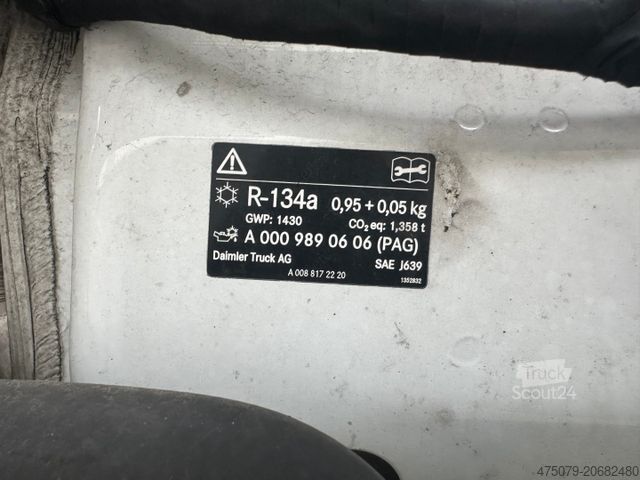 R-134a 0,95 + 0,05 kg
GWP: 1430 CO₂ eq: 1,358 t
A 000 989 06 06 (PAG)
Daimler Truck AG SAE J639
A 008 817 22 20 1352832
Truck
Scout24
475079-20682480